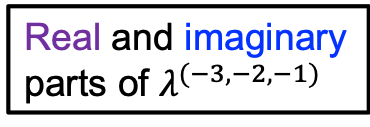 Real and imaginary
parts of λ^(−3,−2,−1)